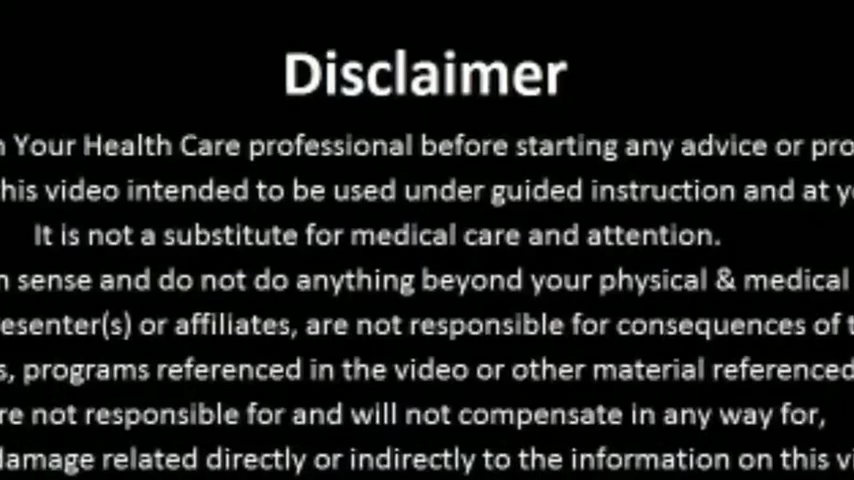 Disclaimer
Your Health Care professional before starting any advice or pro
his video intended to be used under guided instruction and at y
It is not a substitute for medical care and attention.
sense and do not do anything beyond your physical & medical
esenter(s) or affiliates, are not responsible for consequences of t
s, programs referenced in the video or other material referenced
re not responsible for and will not compensate in any way for,
damage related directly or indirectly to the information on this vi